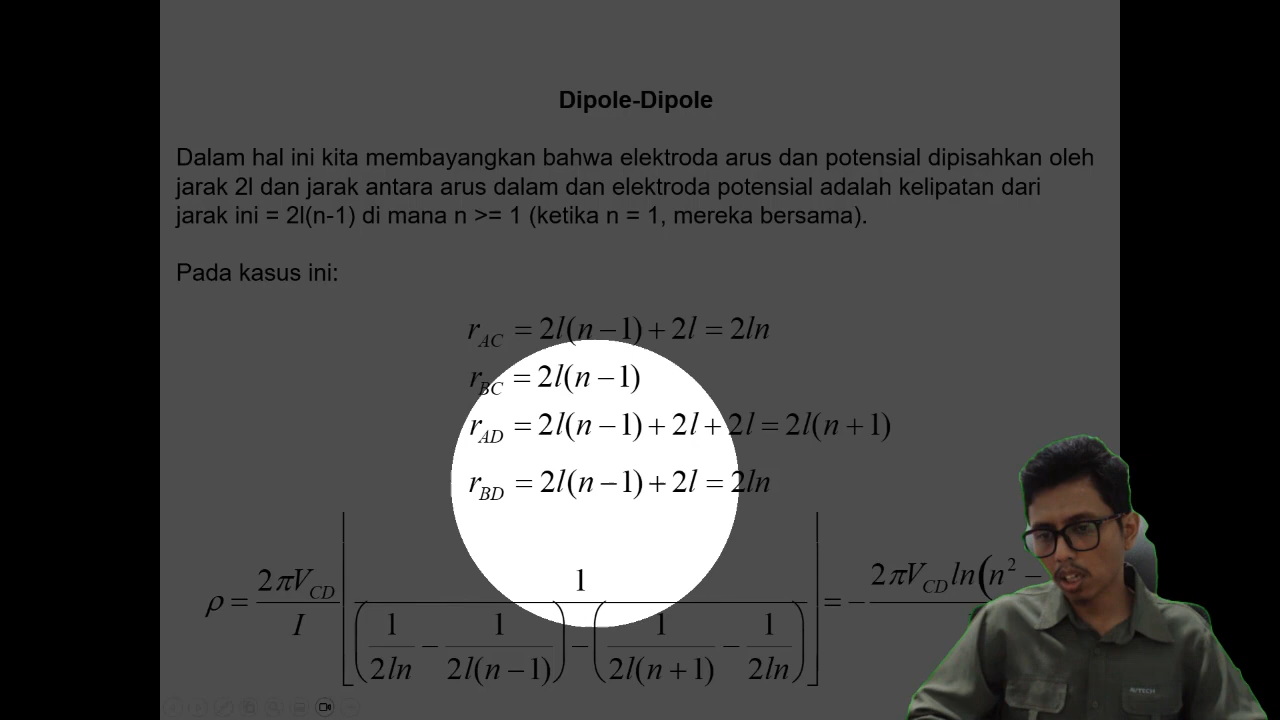 Dipole-Dipole
Dalam hal ini kita membayangkan bahwa elektroda arus dan potensial dipisahkan oleh
jarak 2l dan jarak antara arus dalam dan elektroda potensial adalah kelipatan dari
jarak ini = 2l(n-1) di mana n >= 1 (ketika n = 1, mereka bersama).
Pada kasus ini:
r_AC = 2l(n−1)+2l = 2ln
r_BC = 2l(n−1)
r_AD = 2l(n−1)+2l+2l = 2l(n+1)
r_BD = 2l(n−1)+2l = 2ln
ρ = 2πV_CD / I [ 1 / ( (1/2ln − 1/2l(n−1)) − (1/2l(n+1) − 1/2ln) ) ] = − 2πV_CD ln(n² −